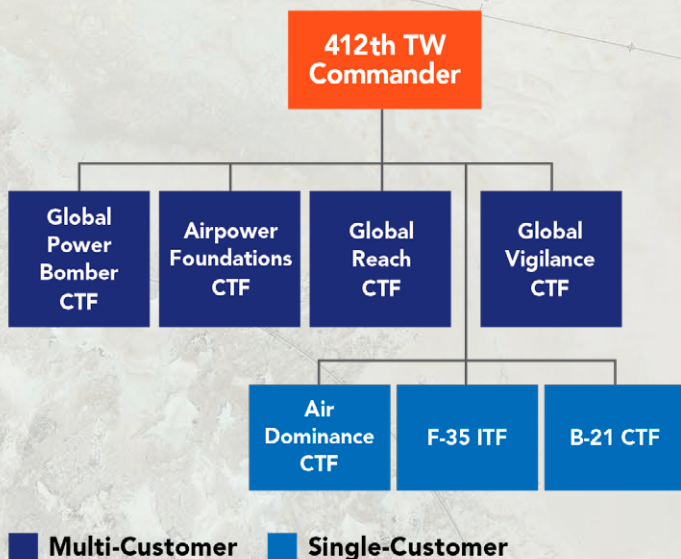 412th TW
Commander
Global
Power
Bomber
CTF
Airpower
Foundations
CTF
Global
Reach
CTF
Global
Vigilance
CTF
Air
Dominance
CTF
F-35 ITF
B-21 CTF
Multi-Customer
Single-Customer